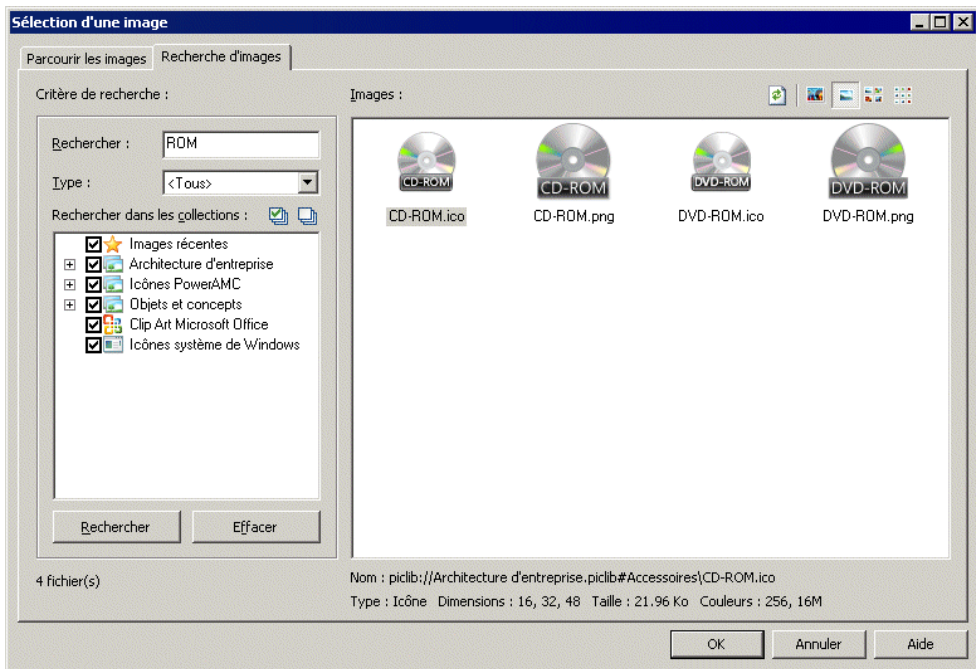 Sélection d'une image
Parcourir les images
Recherche d'images
Critère de recherche :
Rechercher :
ROM
Type :
<Tous>
Rechercher dans les collections :
Images récentes
Architecture d'entreprise
Icônes PowerAMC
Objets et concepts
Clip Art Microsoft Office
Icônes système de Windows
Rechercher
Effacer
4 fichier(s)
Images :
CD-ROM
CD-ROM
DVD-ROM
DVD-ROM
CD-ROM.ico
CD-ROM.png
DVD-ROM.ico
DVD-ROM.png
Nom : piclib://Architecture d'entreprise.piclib#Accessoires\CD-ROM.ico
Type : Icône Dimensions : 16, 32, 48 Taille : 21.96 Ko Couleurs : 256, 16M
OK
Annuler
Aide